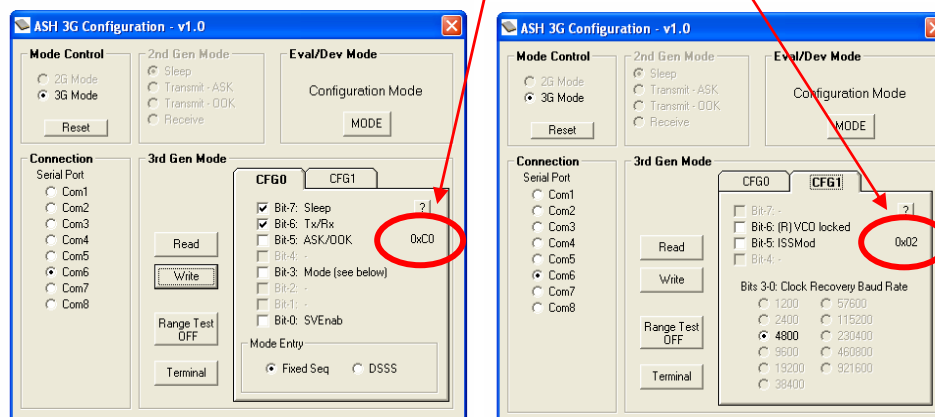 ASH 3G Configuration - v1.0
Mode Control
2G Mode
3G Mode
Reset
2nd Gen Mode
Sleep
Transmit - ASK
Transmit - OOK
Receive
Eval/Dev Mode
Configuration Mode
MODE
Connection
Serial Port
Com1
Com2
Com3
Com4
Com5
Com6
Com7
Com8
3rd Gen Mode
Read
Write
Range Test
OFF
Terminal
CFG0 CFG1
Bit-7: Sleep ?
Bit-6: Tx/Rx
Bit-5: ASK/OOK 0xC0
Bit-4: -
Bit-3: Mode (see below)
Bit-2: -
Bit-1: -
Bit-0: SVEnab
Mode Entry
Fixed Seq DSSS
ASH 3G Configuration - v1.0
Mode Control
2G Mode
3G Mode
Reset
2nd Gen Mode
Sleep
Transmit - ASK
Transmit - OOK
Receive
Eval/Dev Mode
Configuration Mode
MODE
Connection
Serial Port
Com1
Com2
Com3
Com4
Com5
Com6
Com7
Com8
3rd Gen Mode
Read
Write
Range Test
OFF
Terminal
CFG0 CFG1
Bit-7: - ?
Bit-6: (R) VCO locked
Bit-5: ISSMod 0x02
Bit-4: -
Bits 3-0: Clock Recovery Baud Rate
1200 57600
2400 115200
4800 230400
9600 460800
19200 921600
38400